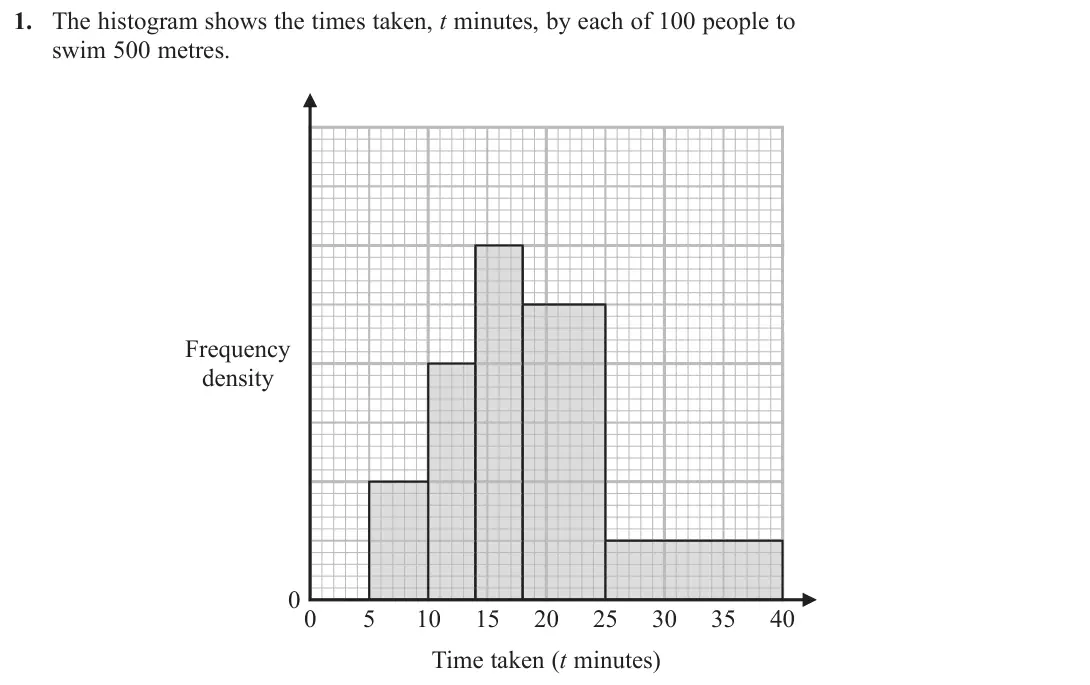 1. The histogram shows the times taken, t minutes, by each of 100 people to
swim 500 metres.
Frequency
density
0
0 5 10 15 20 25 30 35 40
Time taken (t minutes)